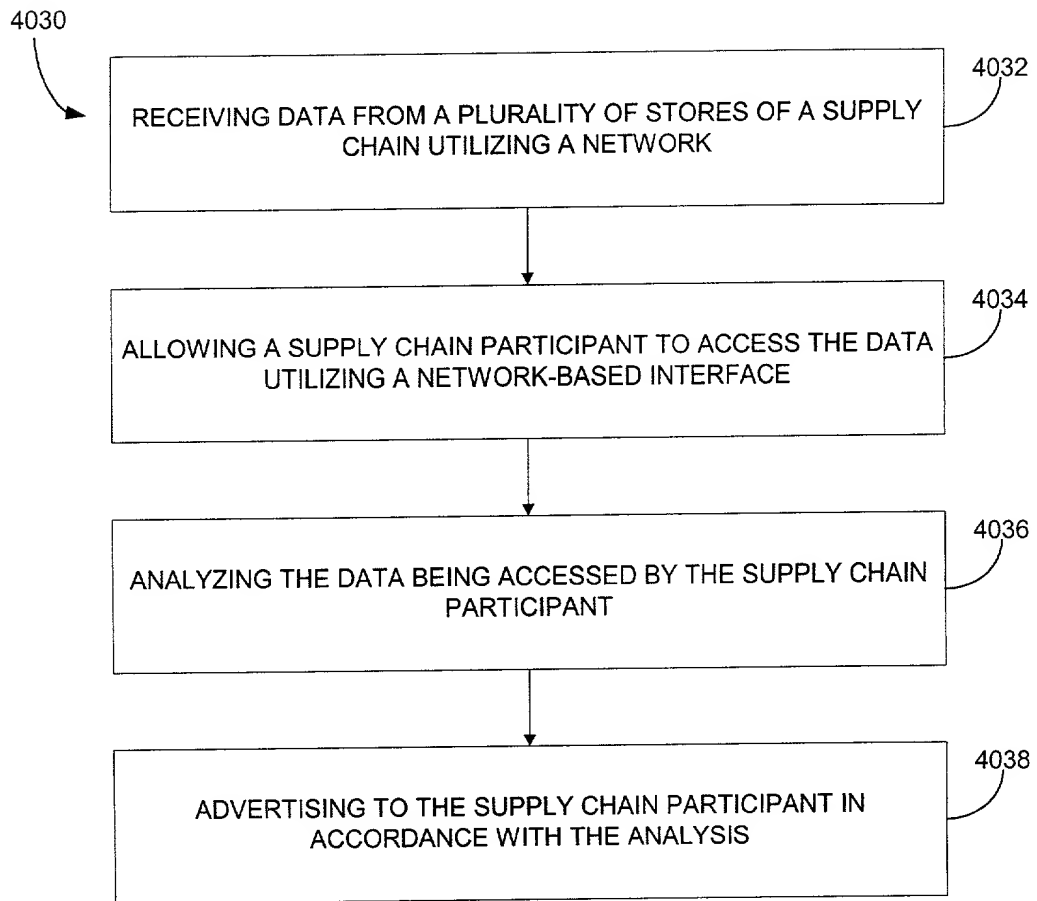 4030
4032
RECEIVING DATA FROM A PLURALITY OF STORES OF A SUPPLY
CHAIN UTILIZING A NETWORK
4034
ALLOWING A SUPPLY CHAIN PARTICIPANT TO ACCESS THE DATA
UTILIZING A NETWORK-BASED INTERFACE
4036
ANALYZING THE DATA BEING ACCESSED BY THE SUPPLY CHAIN
PARTICIPANT
4038
ADVERTISING TO THE SUPPLY CHAIN PARTICIPANT IN
ACCORDANCE WITH THE ANALYSIS